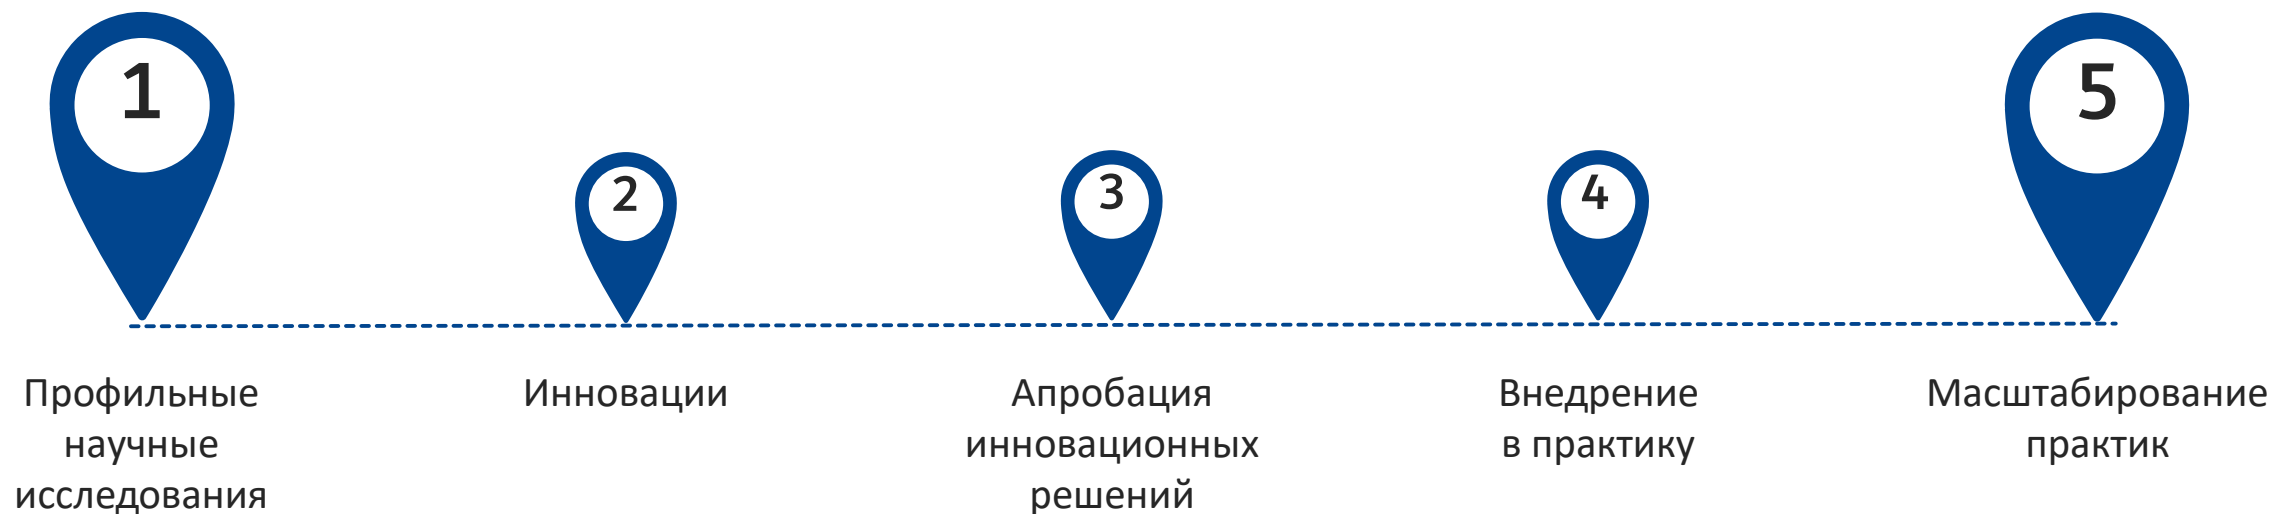 1
2
3
4
5
Профильные
научные
исследования
Инновации
Апробация
инновационных
решений
Внедрение
в практику
Масштабирование
практик